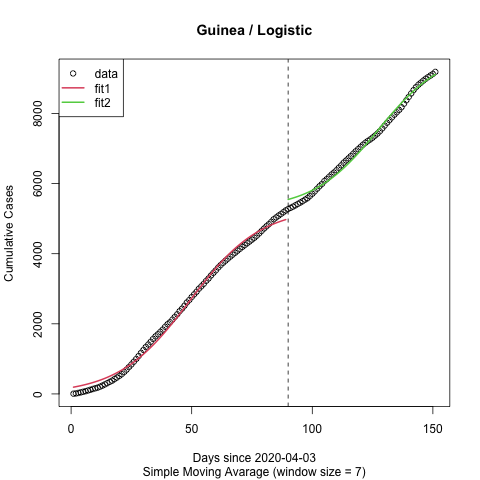 Guinea / Logistic
data
fit1
fit2
Cumulative Cases
0
2000
4000
6000
8000
0
50
100
150
Days since 2020-04-03
Simple Moving Avarage (window size = 7)